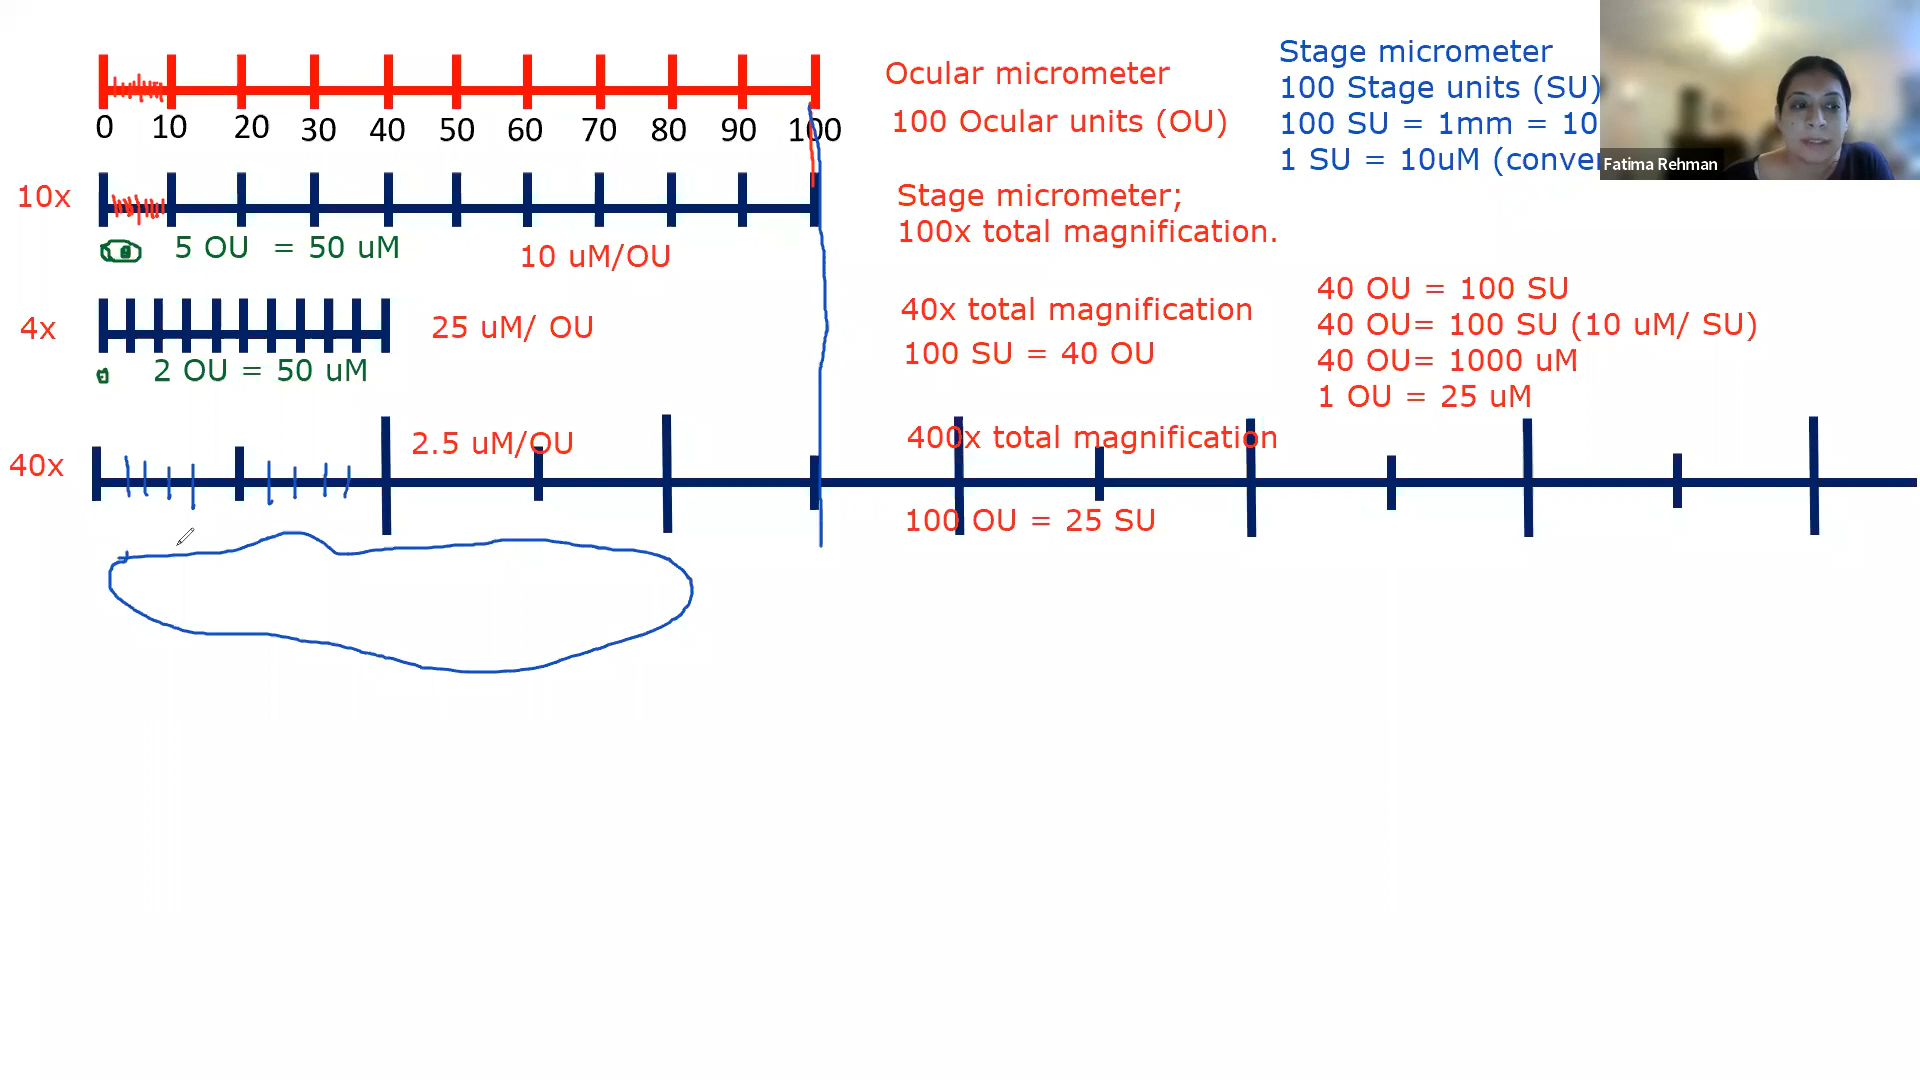 Ocular micrometer
0 10 20 30 40 50 60 70 80 90 100
100 Ocular units (OU)
Stage micrometer
100 Stage units (SU)
100 SU = 1mm = 10
1 SU = 10uM
Fatima Rehman
10x
Stage micrometer;
100x total magnification.
5 OU = 50 uM
10 uM/OU
4x
25 uM/ OU
2 OU = 50 uM
40x total magnification
100 SU = 40 OU
40 OU = 100 SU
40 OU= 100 SU (10 uM/ SU)
40 OU= 1000 uM
1 OU = 25 uM
40x
2.5 uM/OU
400x total magnification
100 OU = 25 SU